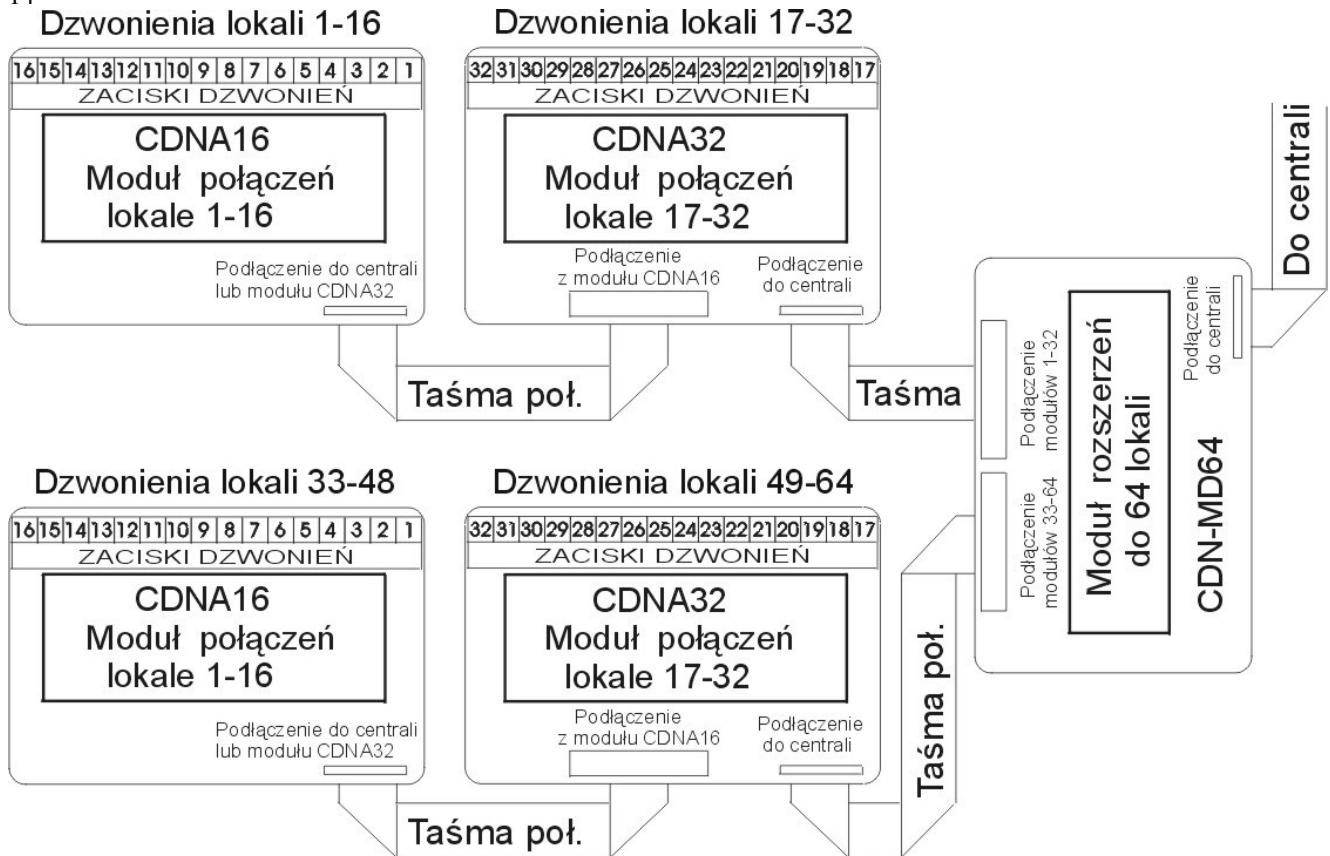 Dzwonienia lokali 1-16
16 15 14 13 12 11 10 9 8 7 6 5 4 3 2 1
ZACISKI DZWONIEŃ
CDNA16
Moduł połączeń
lokale 1-16
Podłączenie do centrali
lub modułu CDNA32
Taśma poł.
Dzwonienia lokali 17-32
32 31 30 29 28 27 26 25 24 23 22 21 20 19 18 17
ZACISKI DZWONIEŃ
CDNA32
Moduł połączeń
lokale 17-32
Podłączenie
z modułu CDNA16
Podłączenie
do centrali
Taśma
Dzwonienia lokali 33-48
16 15 14 13 12 11 10 9 8 7 6 5 4 3 2 1
ZACISKI DZWONIEŃ
CDNA16
Moduł połączeń
lokale 1-16
Podłączenie do centrali
lub modułu CDNA32
Taśma poł.
Dzwonienia lokali 49-64
32 31 30 29 28 27 26 25 24 23 22 21 20 19 18 17
ZACISKI DZWONIEŃ
CDNA32
Moduł połączeń
lokale 17-32
Podłączenie
z modułu CDNA16
Podłączenie
do centrali
Taśma poł.
Podłączenie
modułów 1-32
Podłączenie
modułów 33-64
Moduł rozszerzeń
do 64 lokali
CDN-MD64
Podłączenie
do centrali
Do centrali